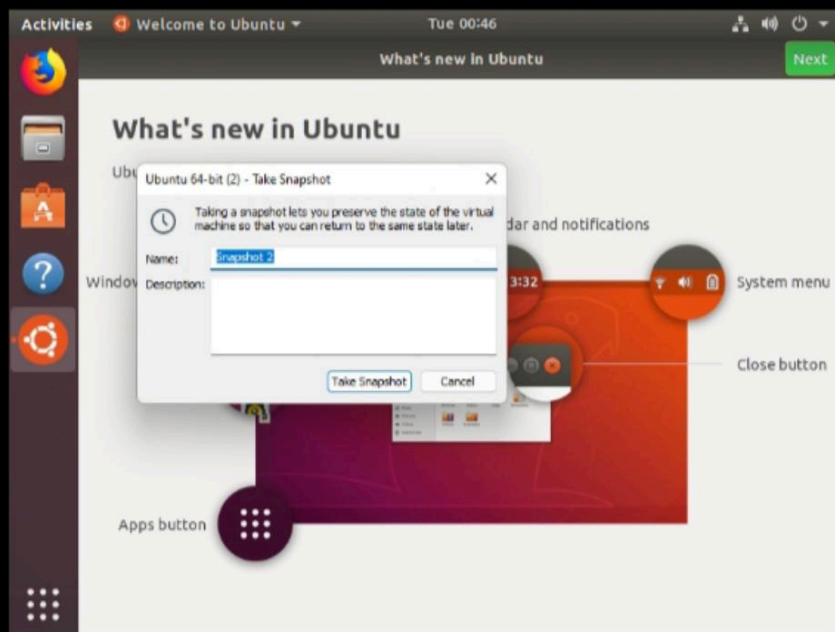 Activities Welcome to Ubuntu Tue 00:46
What's new in Ubuntu Next
What's new in Ubuntu
Ubu
Ubuntu 64-bit (2) - Take Snapshot
Taking a snapshot lets you preserve the state of the virtual
machine so that you can return to the same state later.
dar and notifications
Name: Snapshot 2
Window
Description:
3:32
System menu
Close button
Take Snapshot Cancel
Apps button